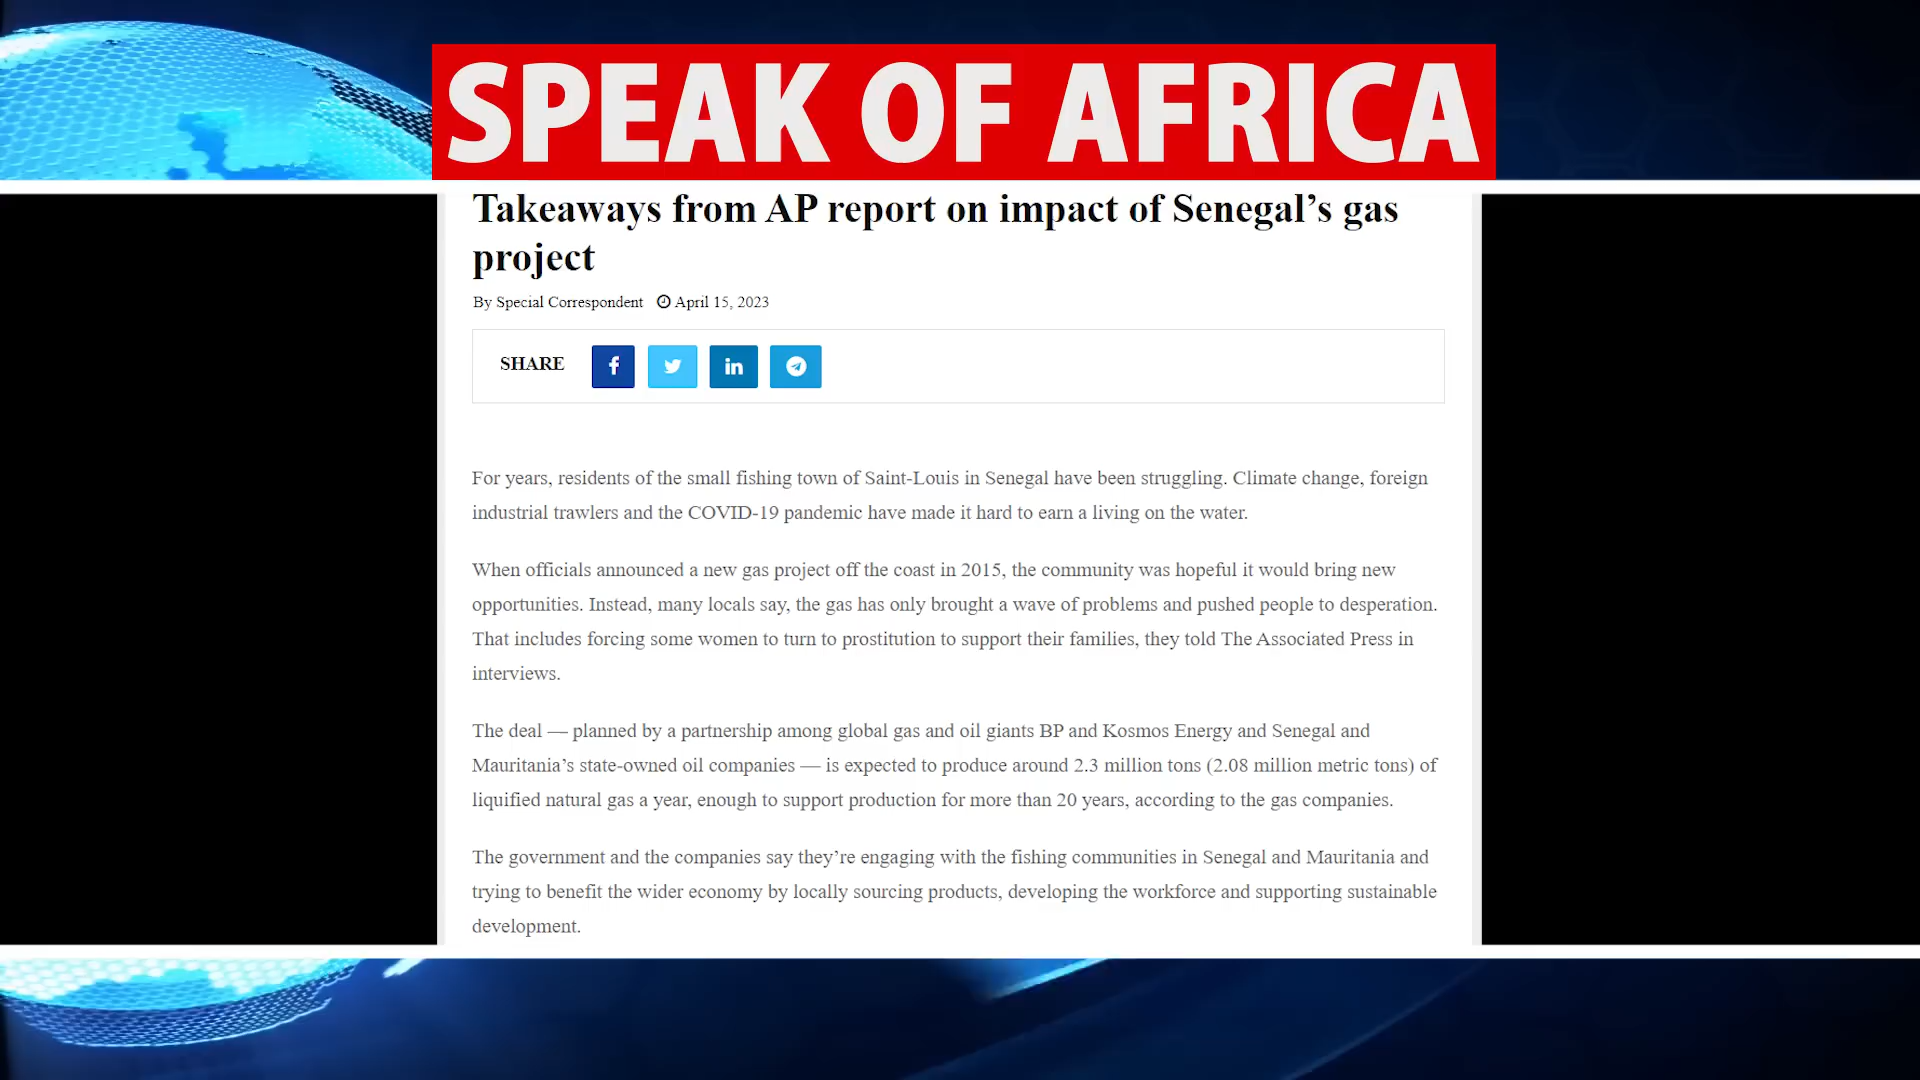 SPEAK OF AFRICA
Takeaways from AP report on impact of Senegal’s gas
project
By Special Correspondent April 15, 2023
SHARE
For years, residents of the small fishing town of Saint-Louis in Senegal have been struggling. Climate change, foreign
industrial trawlers and the COVID-19 pandemic have made it hard to earn a living on the water.
When officials announced a new gas project off the coast in 2015, the community was hopeful it would bring new
opportunities. Instead, many locals say, the gas has only brought a wave of problems and pushed people to desperation.
That includes forcing some women to turn to prostitution to support their families, they told The Associated Press in
interviews.
The deal — planned by a partnership among global gas and oil giants BP and Kosmos Energy and Senegal and
Mauritania’s state-owned oil companies — is expected to produce around 2.3 million tons (2.08 million metric tons) of
liquified natural gas a year, enough to support production for more than 20 years, according to the gas companies.
The government and the companies say they’re engaging with the fishing communities in Senegal and Mauritania and
trying to benefit the wider economy by locally sourcing products, developing the workforce and supporting sustainable
development.